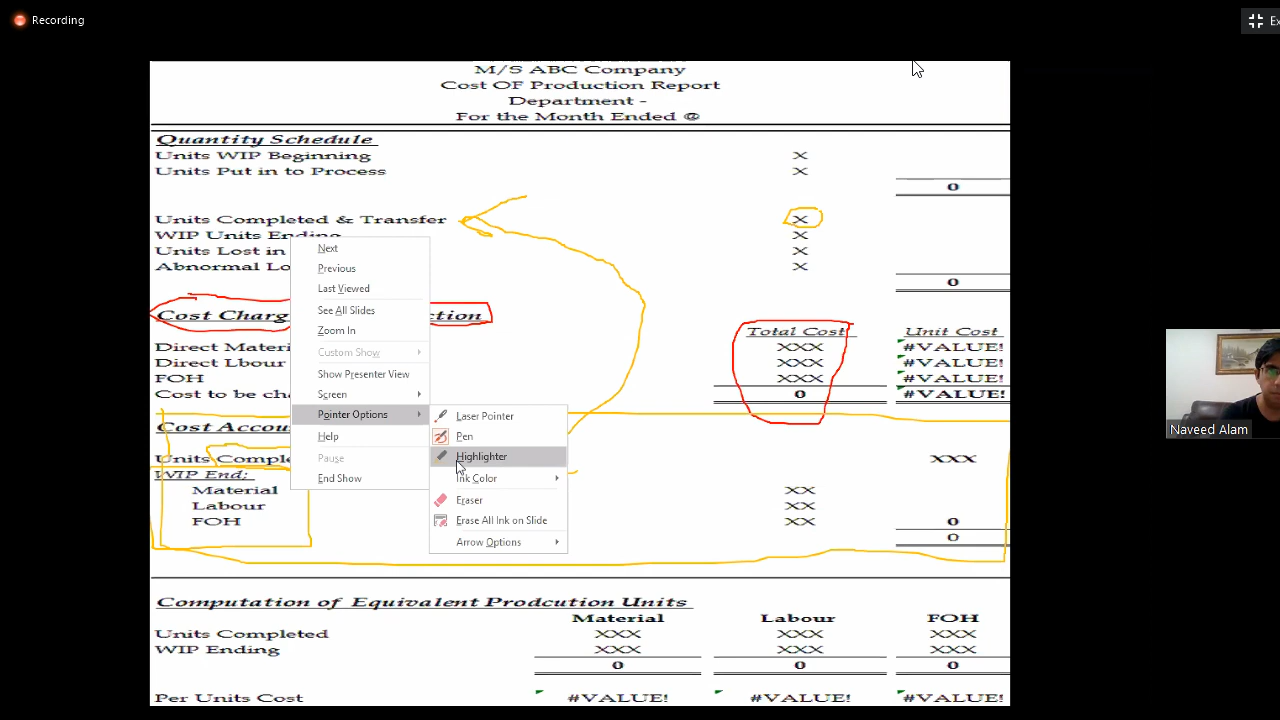 Recording
Ex
M/S ABC Company
Cost OF Production Report
Department -
For the Month Ended @
Quantity Schedule
Units WIP Beginning X
Units Put in to Process X
0
Units Completed & Transfer X
WIP Units Ending X
Units Lost in X
Abnormal Lo X
0
Cost Charg ction
Total Cost Unit Cost
Direct Materi XXX #VALUE!
Direct Lbour XXX #VALUE!
FOH XXX #VALUE!
Cost to be cha 0 #VALUE!
Cost Accou
Units Comple XXX
WIP End;
Material XX
Labour XX
FOH XX 0
0
Computation of Equivalent Prodcution Units
Material Labour FOH
Units Completed XXX XXX XXX
WIP Ending XXX XXX XXX
0 0 0
Per Units Cost #VALUE! #VALUE! #VALUE!
Next
Previous
Last Viewed
See All Slides
Zoom In
Custom Show
Show Presenter View
Screen
Pointer Options
Help
Pause
End Show
Laser Pointer
Pen
Highlighter
Ink Color
Eraser
Erase All Ink on Slide
Arrow Options
Naveed Alam